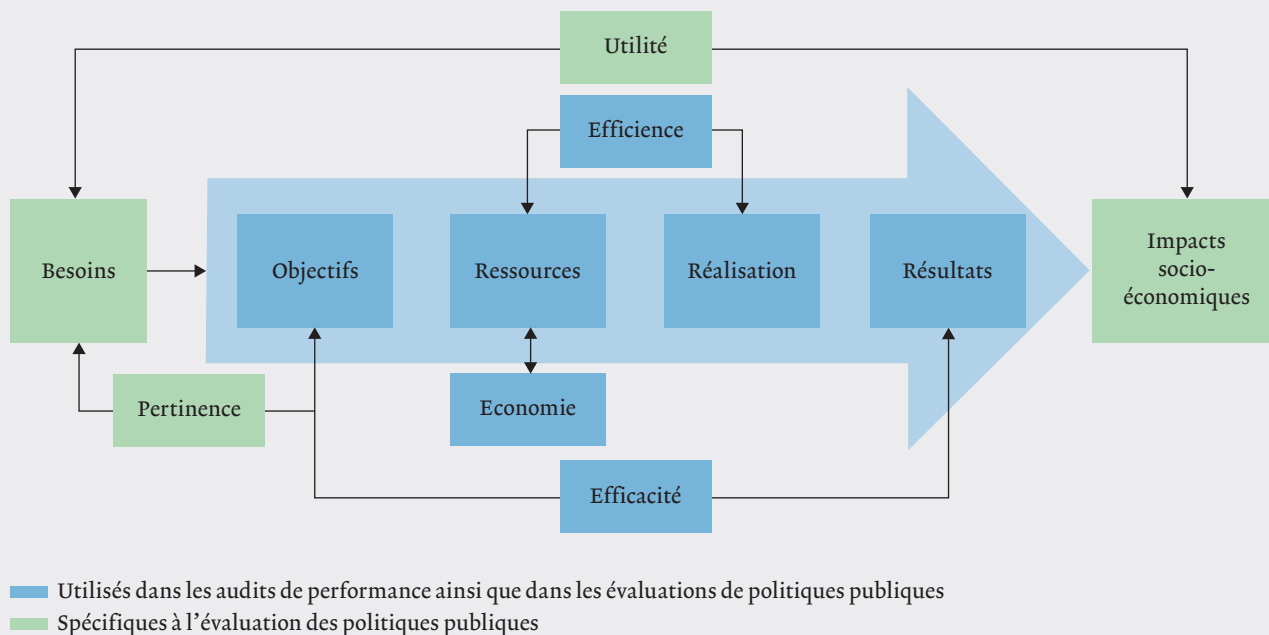 Utilité
Efficience
Besoins
Objectifs
Ressources
Réalisation
Résultats
Impacts
socio-
économiques
Pertinence
Economie
Efficacité
Utilisés dans les audits de performance ainsi que dans les évaluations de politiques publiques
Spécifiques à l’évaluation des politiques publiques